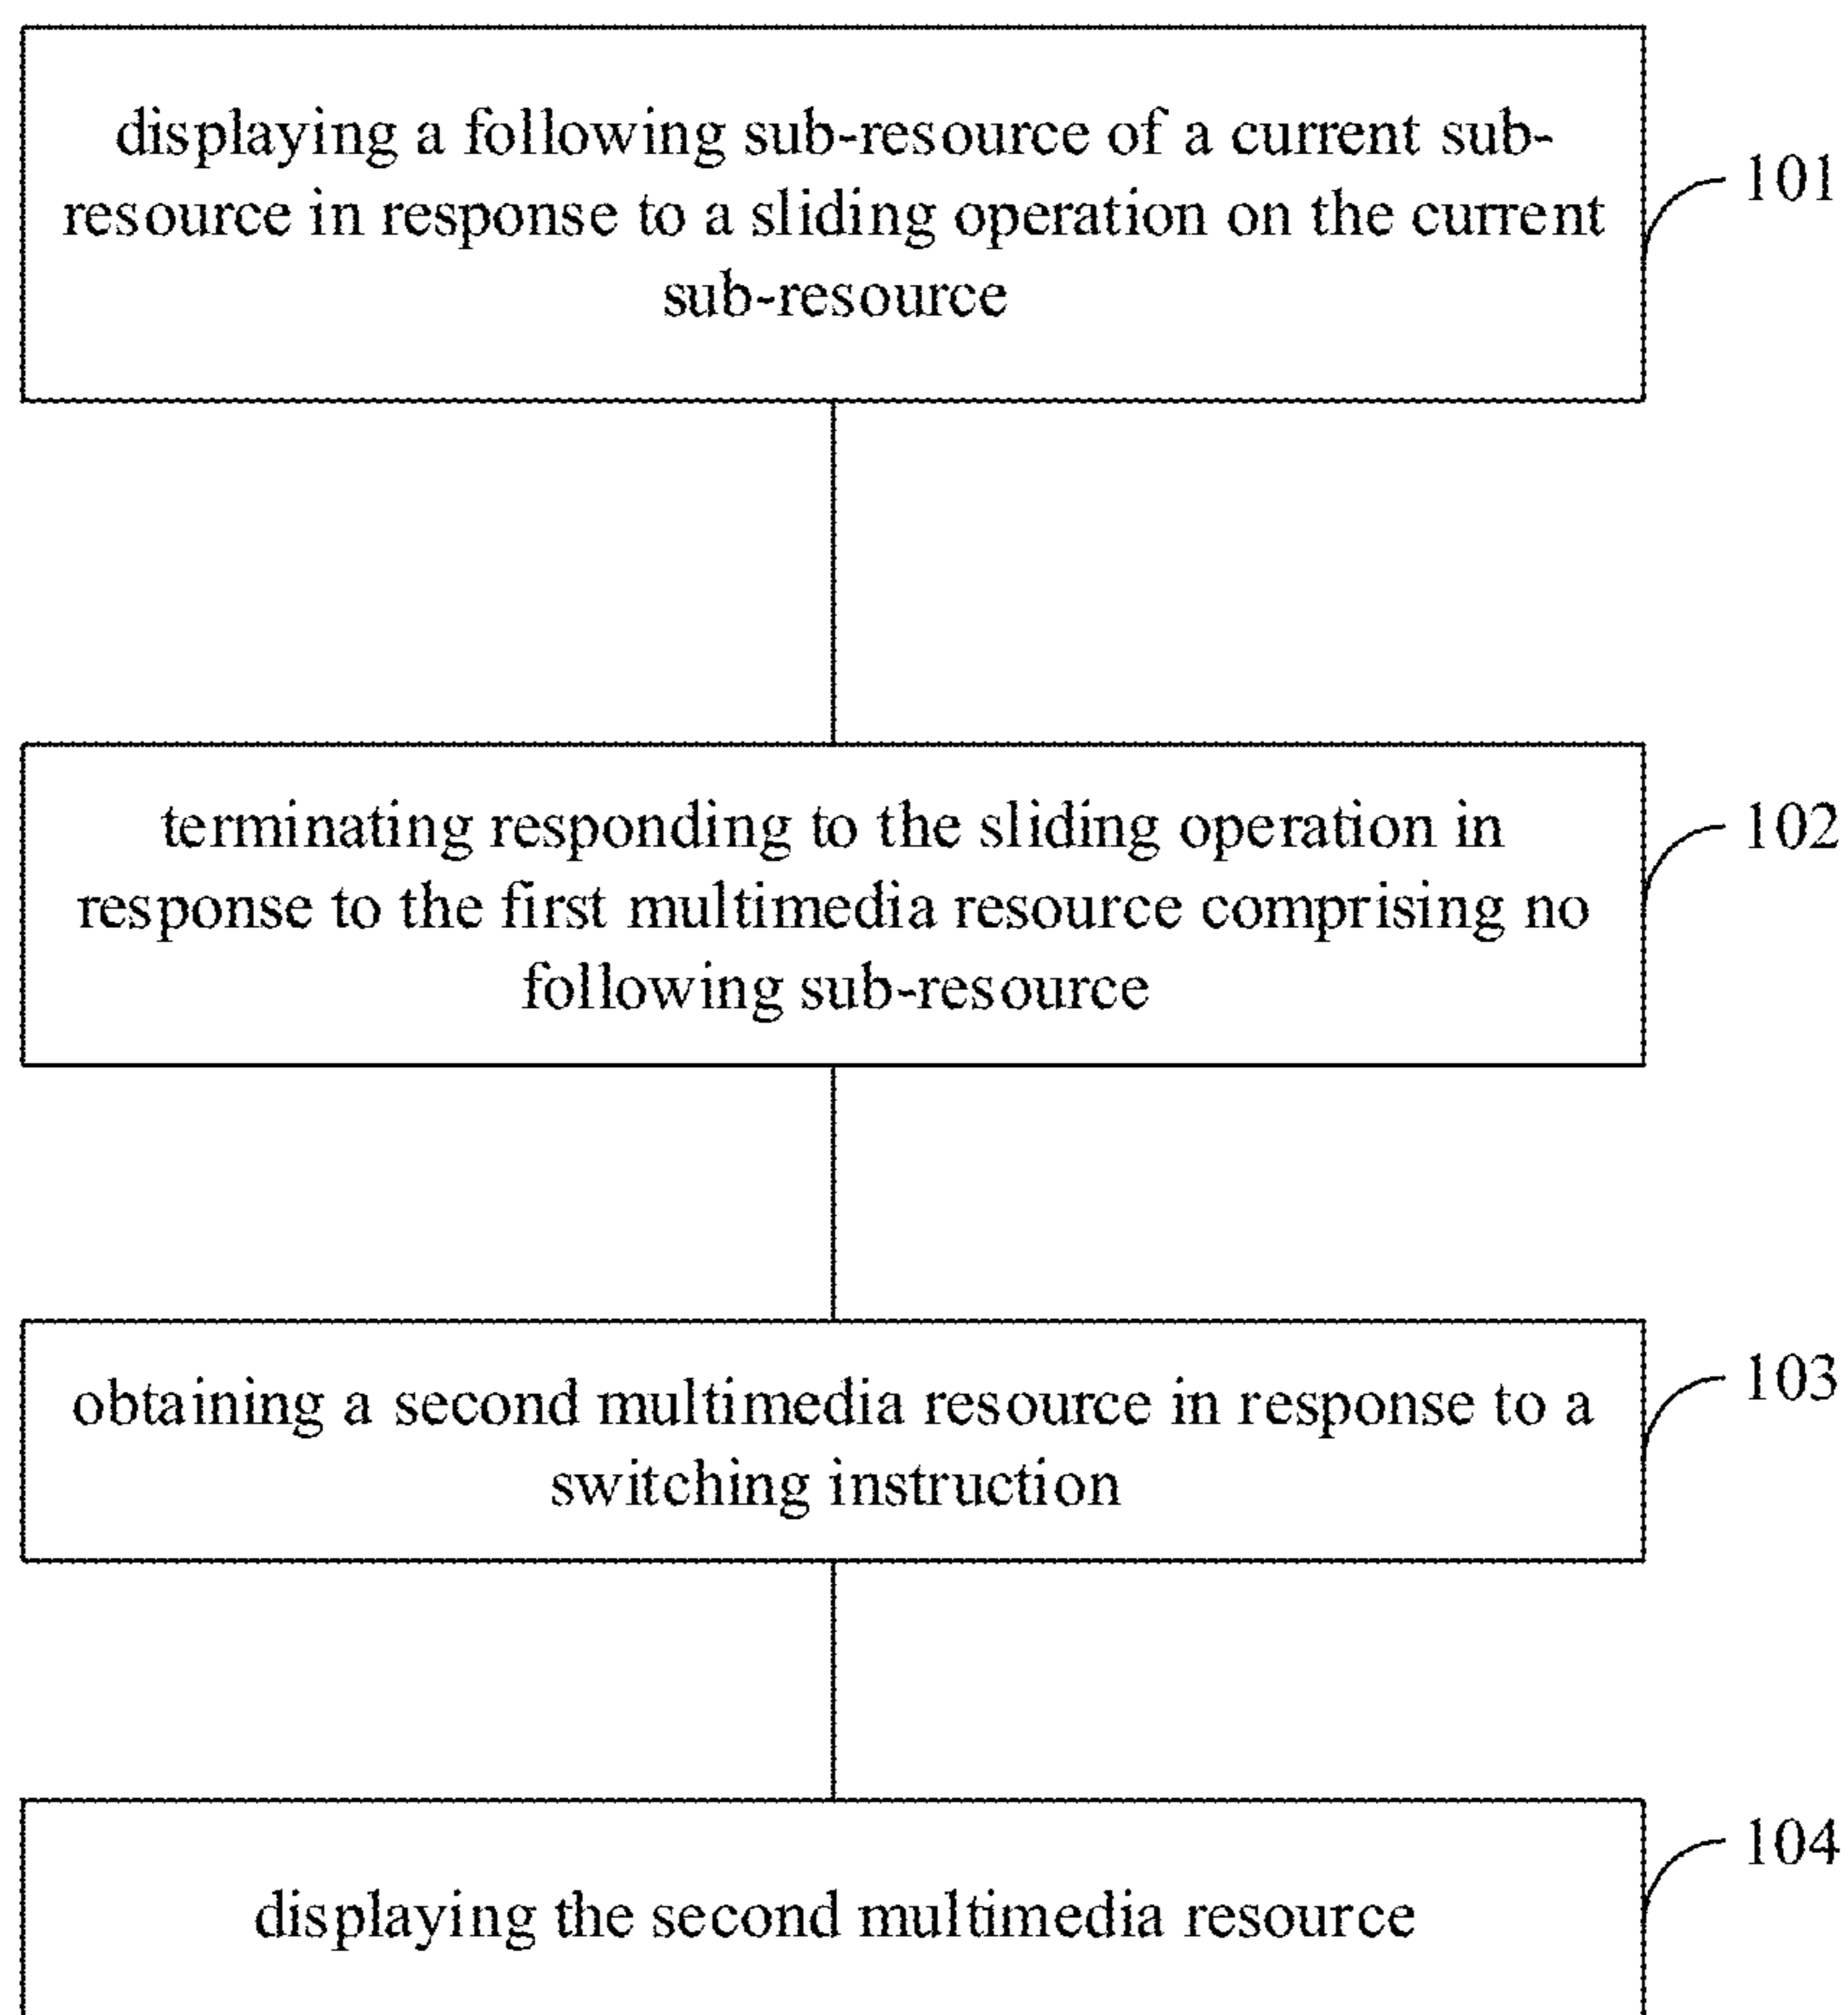 displaying a following sub-resource of a current sub-
resource in response to a sliding operation on the current
sub-resource
101
terminating responding to the sliding operation in
response to the first multimedia resource comprising no
following sub-resource
102
obtaining a second multimedia resource in response to a
switching instruction
103
displaying the second multimedia resource
104